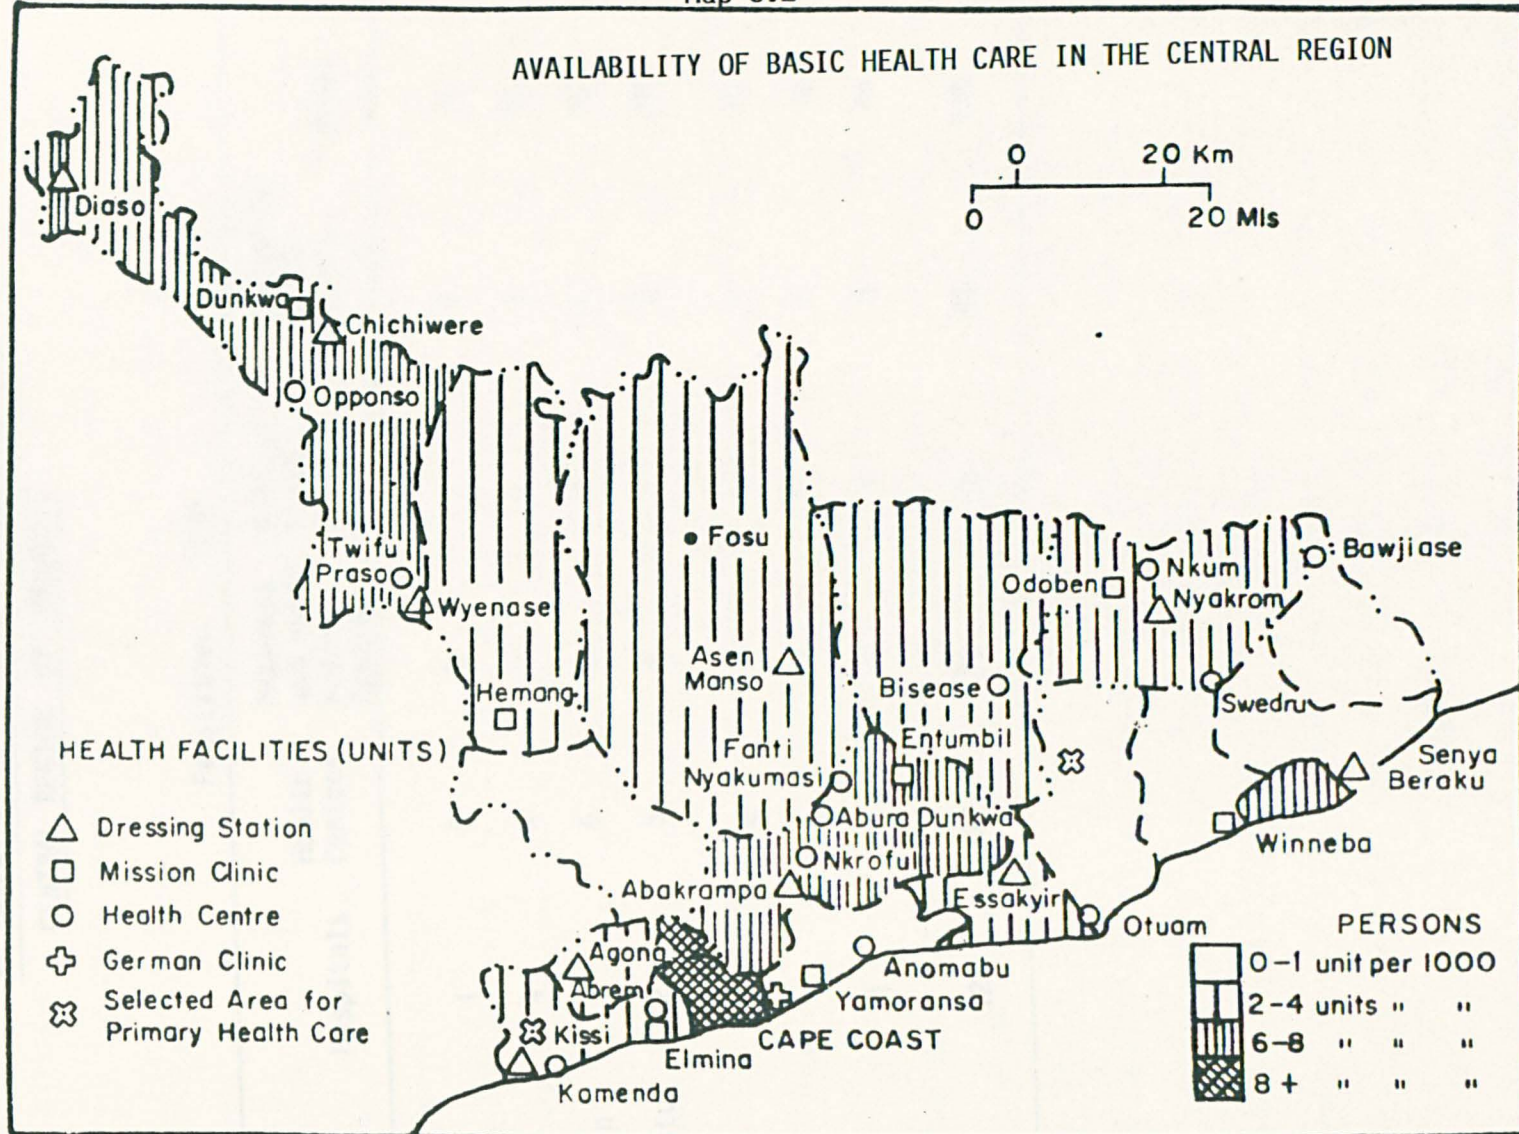 AVAILABILITY OF BASIC HEALTH CARE IN THE CENTRAL REGION
0 20 Km
0 20 Mls
Diaso
Dunkwa
Chichiwere
Opponso
Twifu
Praso
Wyenase
Hemang
Fosu
Asen
Manso
Fanti
Nyakumasi
Bisease
Entumbil
Abura Dunkwa
Nkroful
Abakrampa
Essakyir
Odoben
Nkum
Nyakrom
Bawjiase
Swedru
Senya
Beraku
Winneba
Otuam
Anomabu
Yamoransa
CAPE COAST
Elmina
Agona
Abrem
Kissi
Komenda
HEALTH FACILITIES (UNITS)
Dressing Station
Mission Clinic
Health Centre
German Clinic
Selected Area for
Primary Health Care
PERSONS
0-1 unit per 1000
2-4 units " "
6-8 " " "
8+ " " "